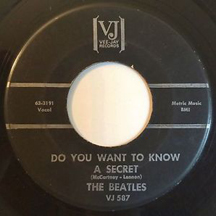 VJ
VEE-JAY
RECORDS
63-3191
Vocal
Metric Music
BMI
DO YOU WANT TO KNOW
A SECRET
(McCartney - Lennon)
THE BEATLES
VJ 587